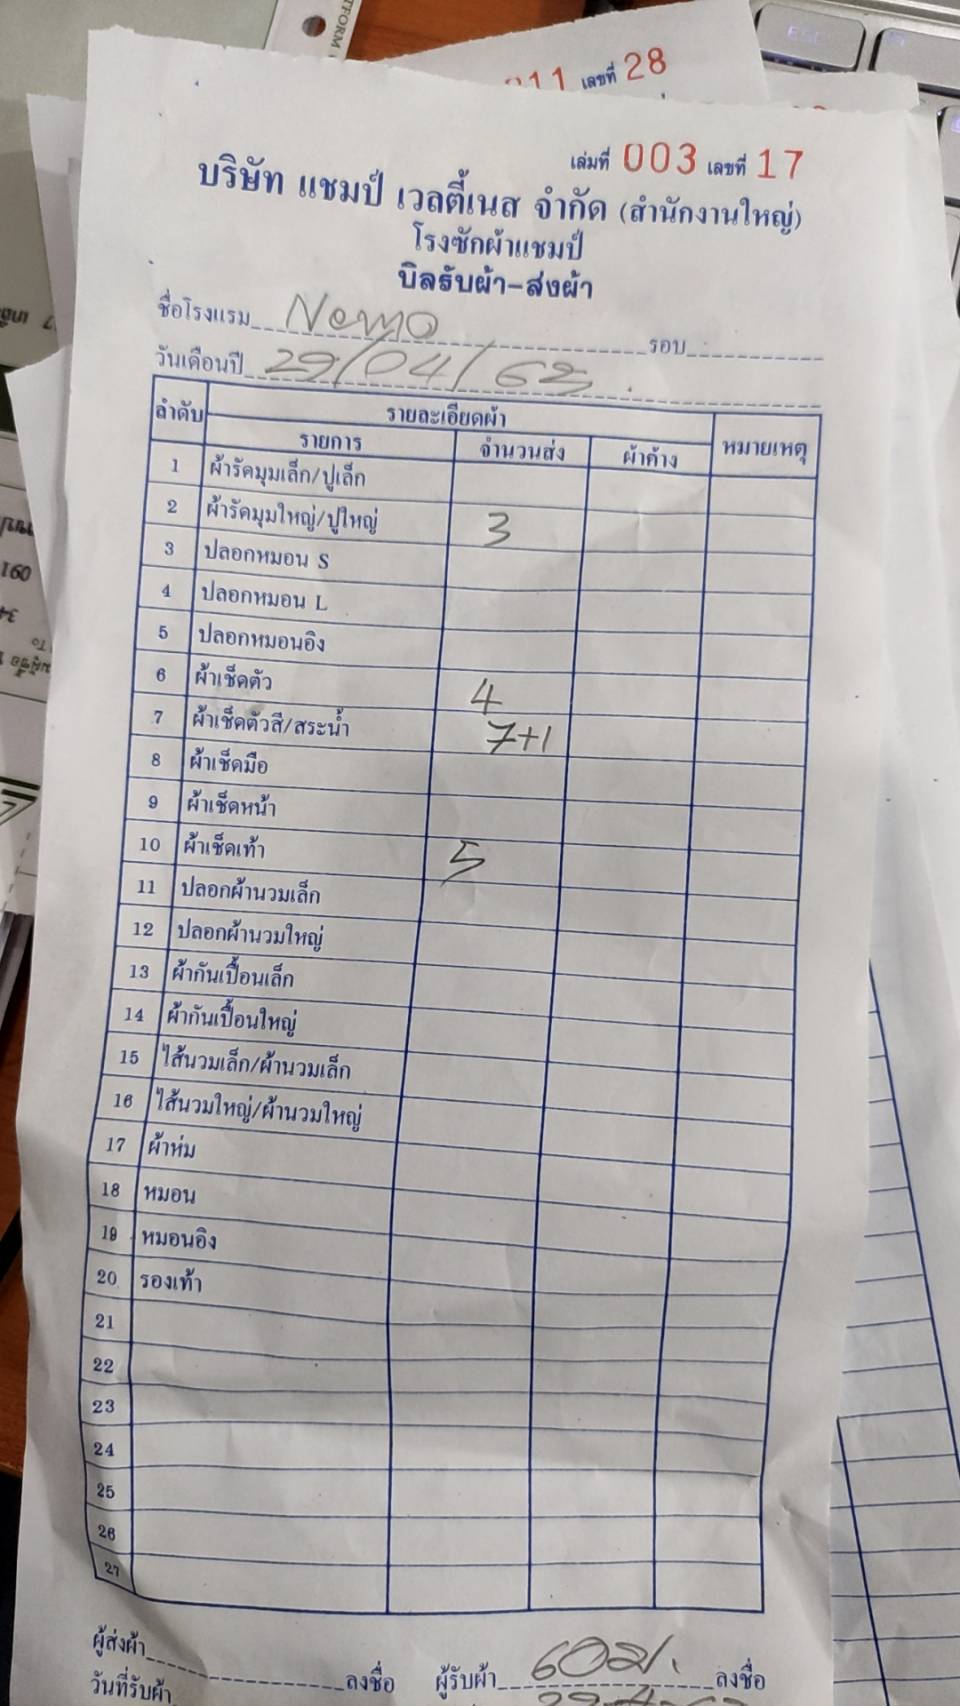 TFORM
011 เลขที่ 28
เล่มที่ 003 เลขที่ 17
บริษัท แชมป์ เวลตี้เนส จำกัด (สำนักงานใหญ่)
โรงซักผ้าแชมป์
บิลรับผ้า-ส่งผ้า
ชื่อโรงแรม Nemo รอบ
วันเดือนปี 29/04/63
ลำดับ รายละเอียดผ้า หมายเหตุ
รายการ จำนวนส่ง ผ้าค้าง
1 ผ้ารัดมุมเล็ก/ปูเล็ก
2 ผ้ารัดมุมใหญ่/ปูใหญ่ 3
3 ปลอกหมอน S
4 ปลอกหมอน L
5 ปลอกหมอนอิง
6 ผ้าเช็ดตัว 4
7 ผ้าเช็ดตัวสี/สระน้ำ 7+1
8 ผ้าเช็ดมือ
9 ผ้าเช็ดหน้า
10 ผ้าเช็ดเท้า 5
11 ปลอกผ้านวมเล็ก
12 ปลอกผ้านวมใหญ่
13 ผ้ากันเปื้อนเล็ก
14 ผ้ากันเปื้อนใหญ่
15 ไส้นวมเล็ก/ผ้านวมเล็ก
16 ไส้นวมใหญ่/ผ้านวมใหญ่
17 ผ้าห่ม
18 หมอน
19 หมอนอิง
20 รองเท้า
21
22
23
24
25
26
27
ผู้ส่งผ้า ลงชื่อ ผู้รับผ้า ลงชื่อ
วันที่รับผ้า